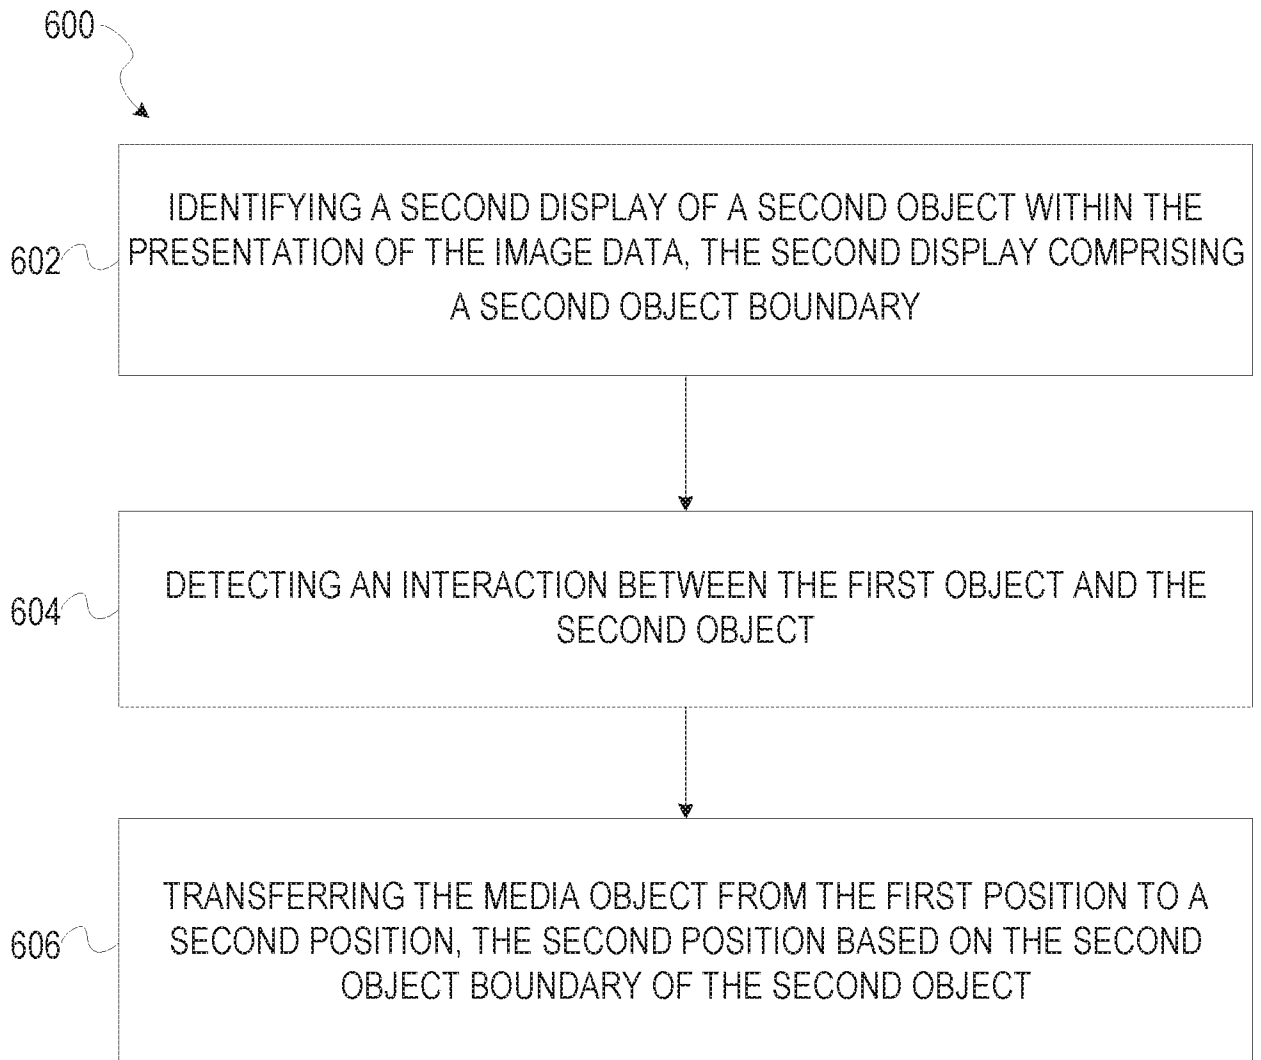 600
602
IDENTIFYING A SECOND DISPLAY OF A SECOND OBJECT WITHIN THE
PRESENTATION OF THE IMAGE DATA, THE SECOND DISPLAY COMPRISING
A SECOND OBJECT BOUNDARY
604
DETECTING AN INTERACTION BETWEEN THE FIRST OBJECT AND THE
SECOND OBJECT
606
TRANSFERRING THE MEDIA OBJECT FROM THE FIRST POSITION TO A
SECOND POSITION, THE SECOND POSITION BASED ON THE SECOND
OBJECT BOUNDARY OF THE SECOND OBJECT